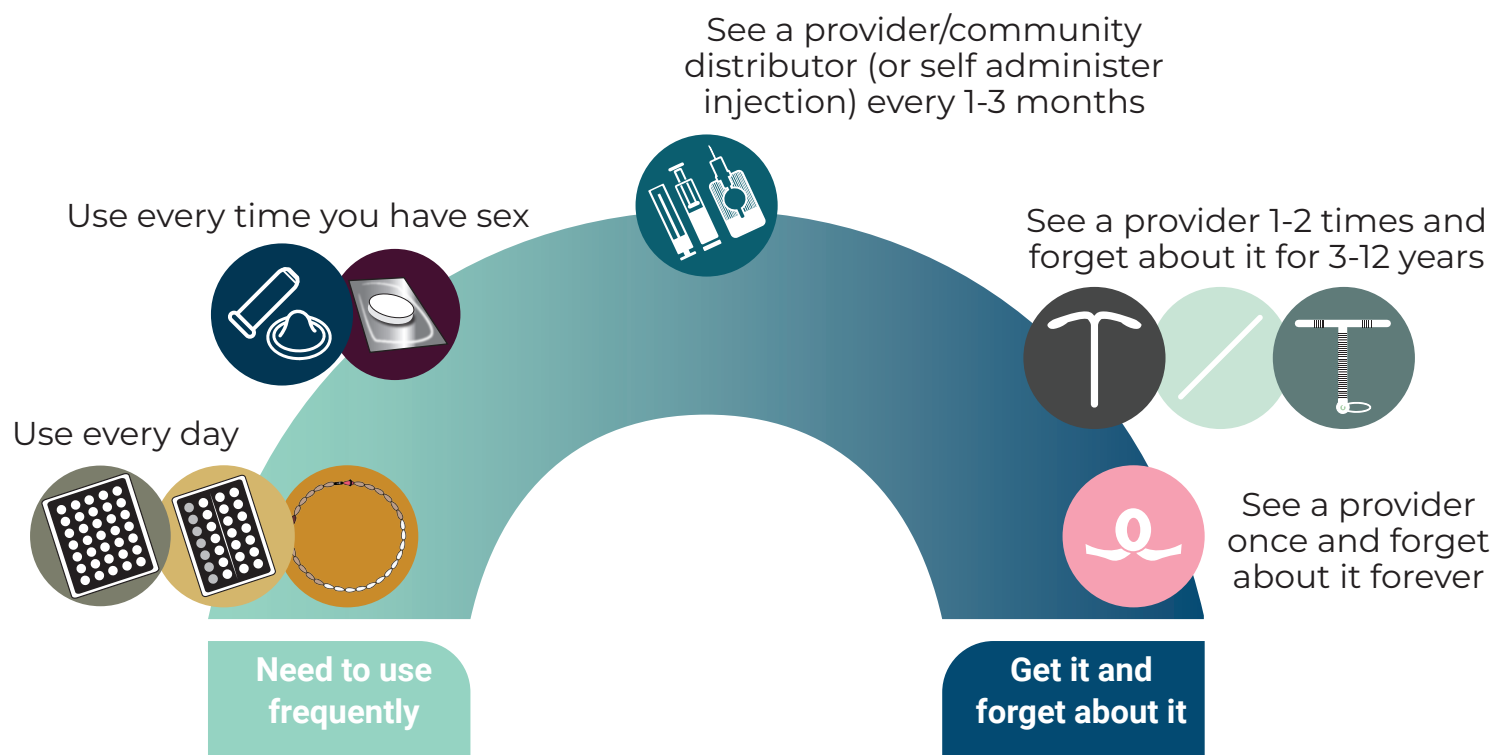 See a provider/community
distributor (or self administer
injection) every 1-3 months
Use every time you have sex
See a provider 1-2 times and
forget about it for 3-12 years
Use every day
See a provider
once and forget
about it forever
Need to use
frequently
Get it and
forget about it